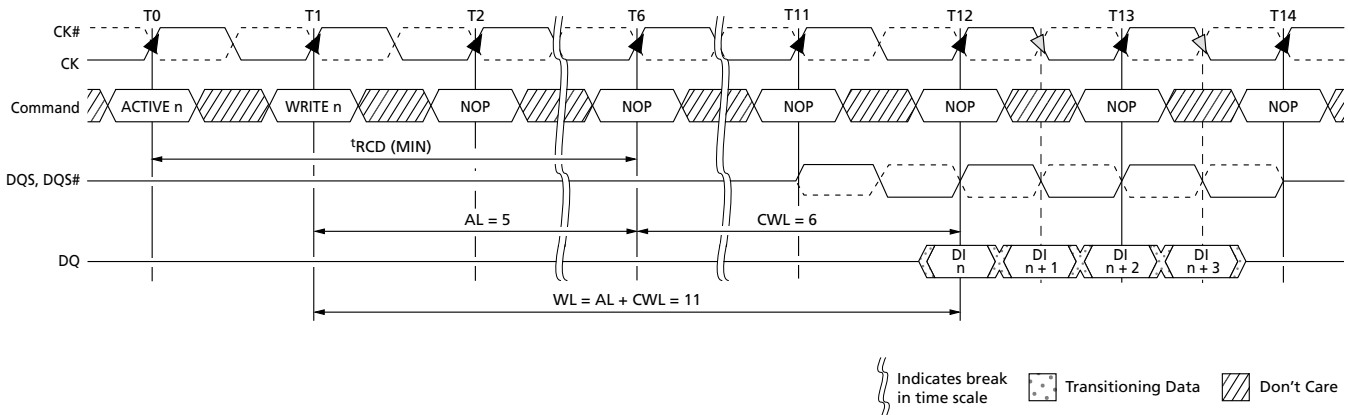 T0 T1 T2 T6 T11 T12 T13 T14
CK#
CK
Command ACTIVE n WRITE n NOP NOP NOP NOP NOP NOP
tRCD (MIN)
DQS, DQS#
AL = 5 CWL = 6
DQ DI n DI n + 1 DI n + 2 DI n + 3
WL = AL + CWL = 11
Indicates break
in time scale
Transitioning Data
Don't Care